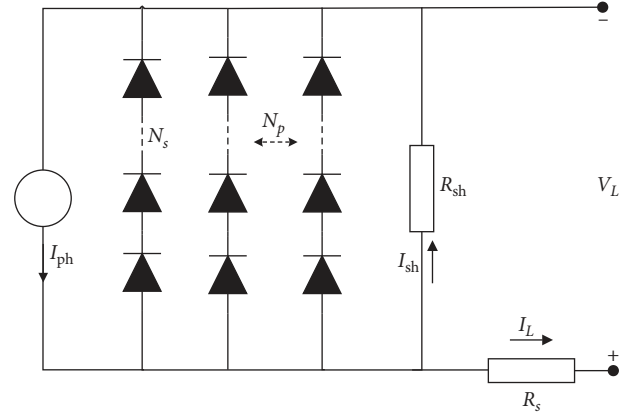 −
N_s
N_p
R_sh
V_L
I_ph
I_sh
I_L
+
R_s